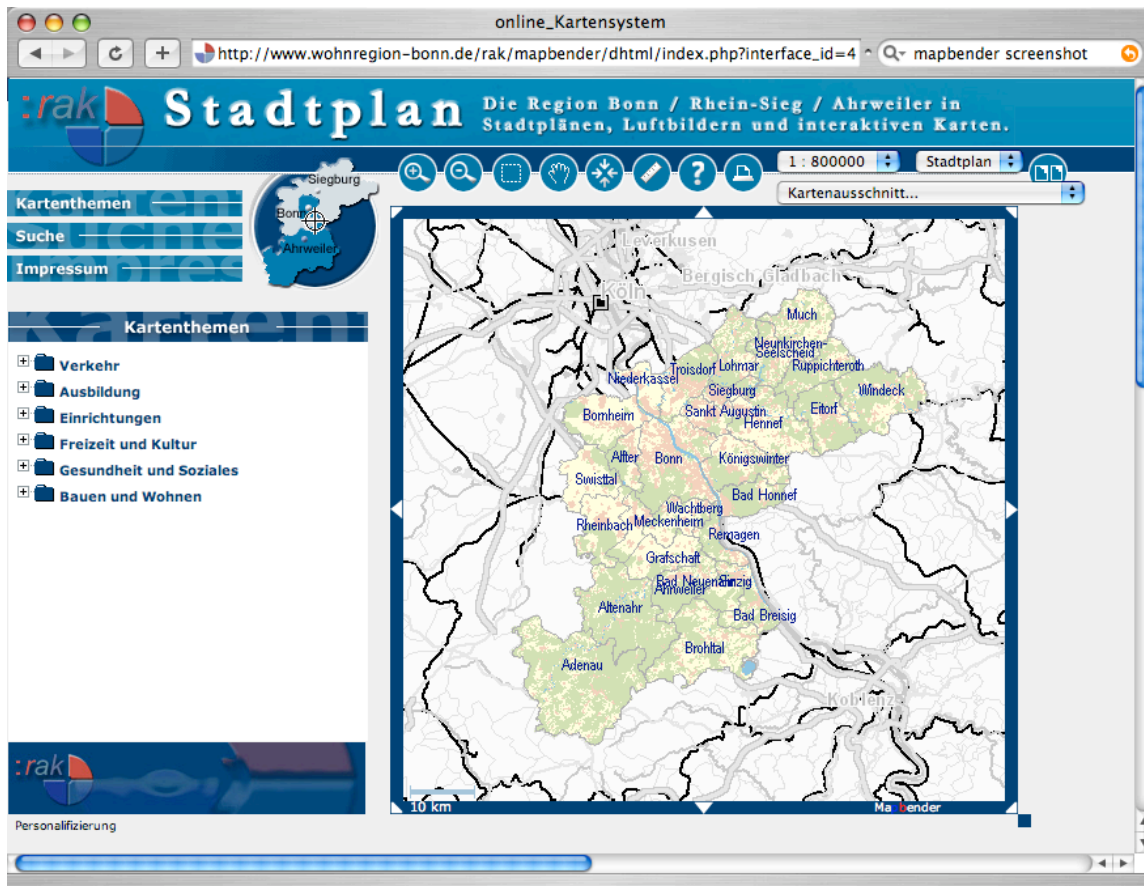 online_Kartensystem
http://www.wohnregion-bonn.de/rak/mapbender/dhtml/index.php?interface_id=4
mapbender screenshot
:rak
Stadtplan
Die Region Bonn / Rhein-Sieg / Ahrweiler in
Stadtplänen, Luftbildern und interaktiven Karten.
1 : 800000
Stadtplan
Kartenausschnitt...
Siegburg
Bonn
Ahrweiler
Kartenthemen
Suche
Impressum
Kartenthemen
Verkehr
Ausbildung
Einrichtungen
Freizeit und Kultur
Gesundheit und Soziales
Bauen und Wohnen
Leverkusen
Bergisch Gladbach
Köln
Much
Neunkirchen-
Seelscheid
Troisdorf Lohmar
Ruppichteroth
Niederkassel
Siegburg
Windeck
Bornheim
Sankt Augustin
Eitorf
Hennef
Alfter
Bonn
Königswinter
Swisttal
Bad Honnef
Wachtberg
Rheinbach
Meckenheim
Remagen
Grafschaft
Bad Neuenahr
Sinzig
Ahrweiler
Altenahr
Bad Breisig
Brohltal
Adenau
Koblenz
10 km
Mapbender
:rak
Personalifizierung